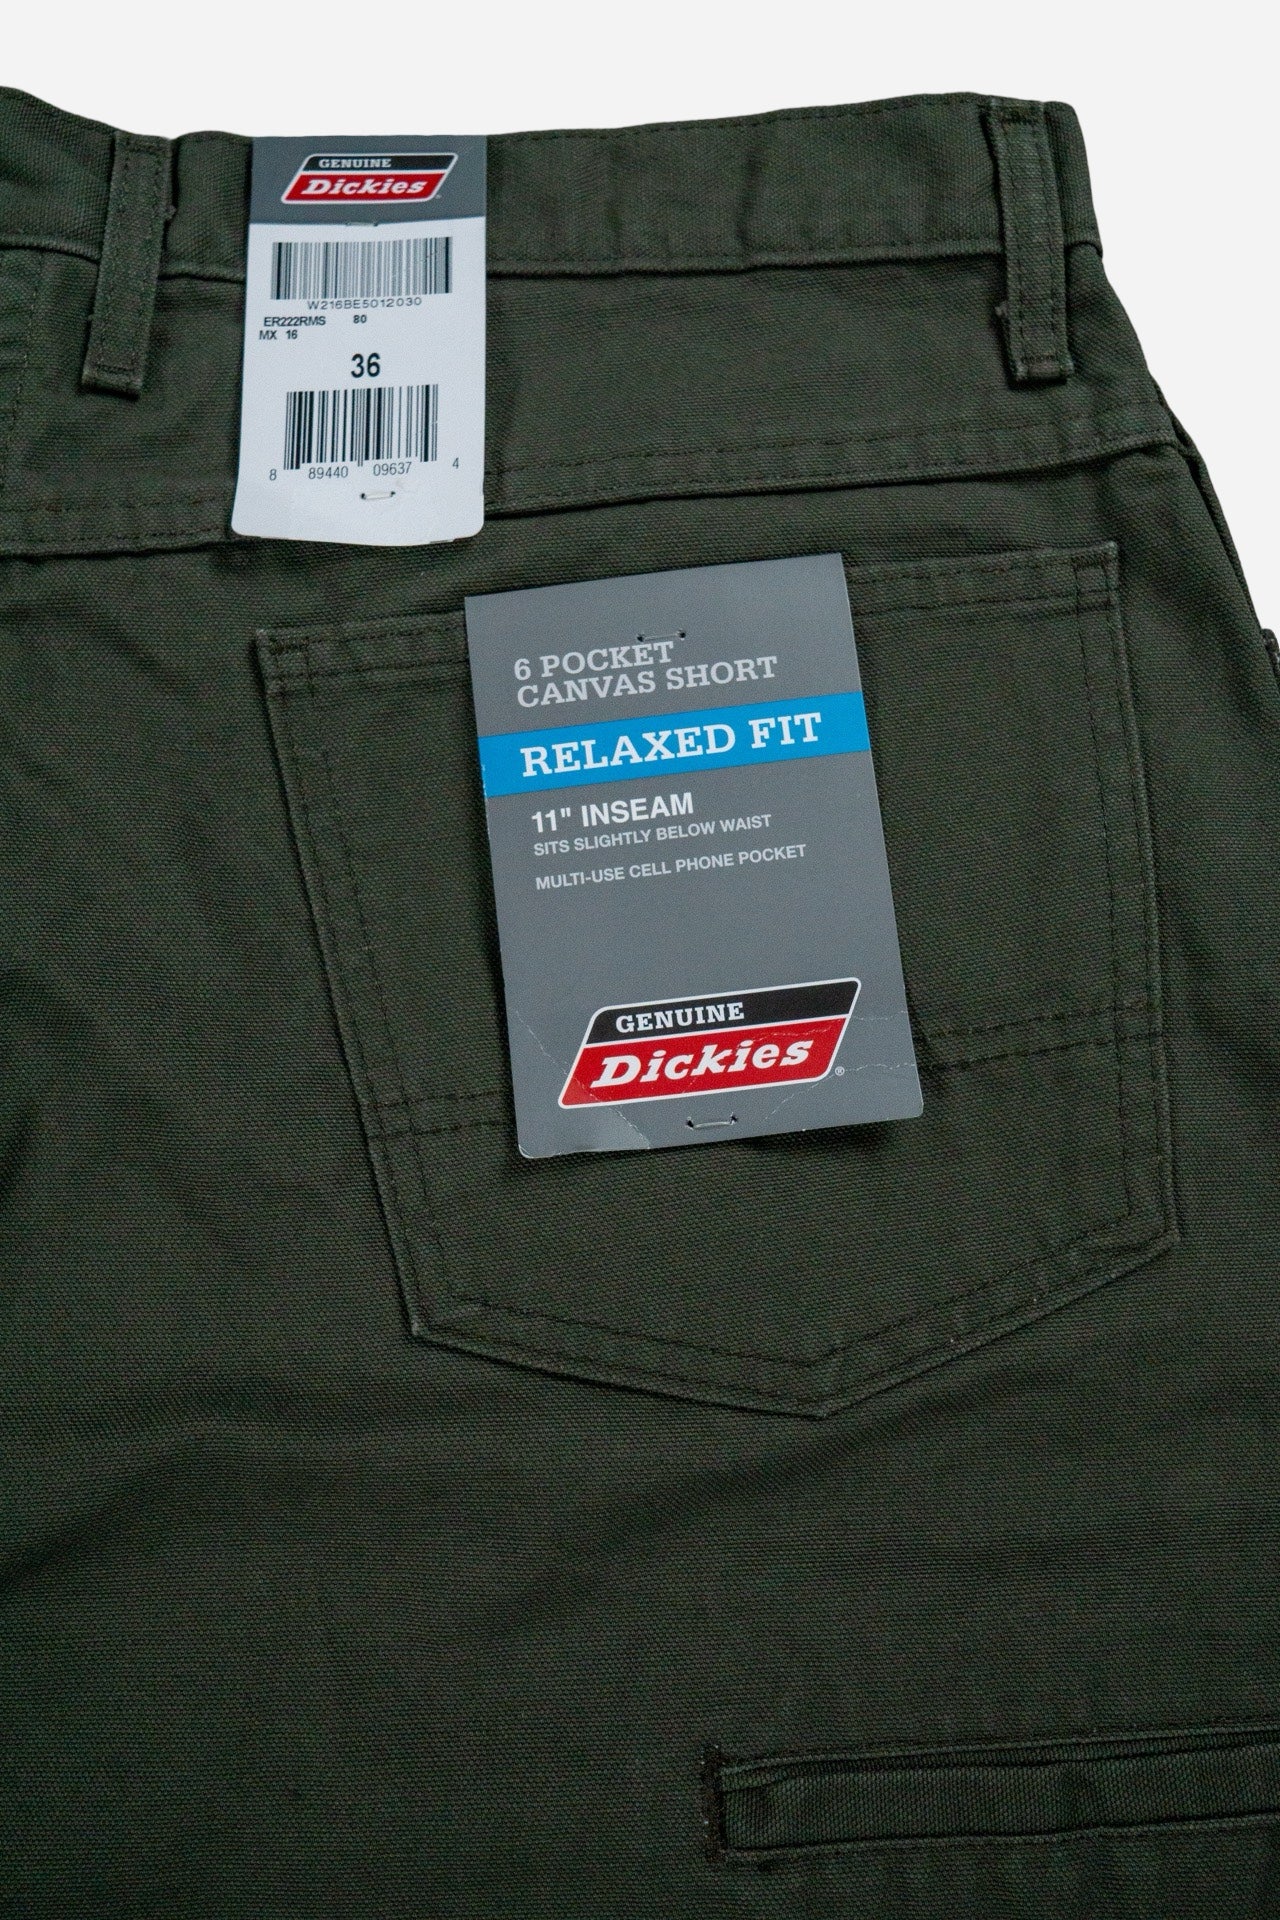 GENUINE
Dickies
W216BE5012030
ER222RMS 80
MX 16
36
8 89440 09637 4
6 POCKET
CANVAS SHORT
RELAXED FIT
11" INSEAM
SITS SLIGHTLY BELOW WAIST
MULTI-USE CELL PHONE POCKET
GENUINE
Dickies®